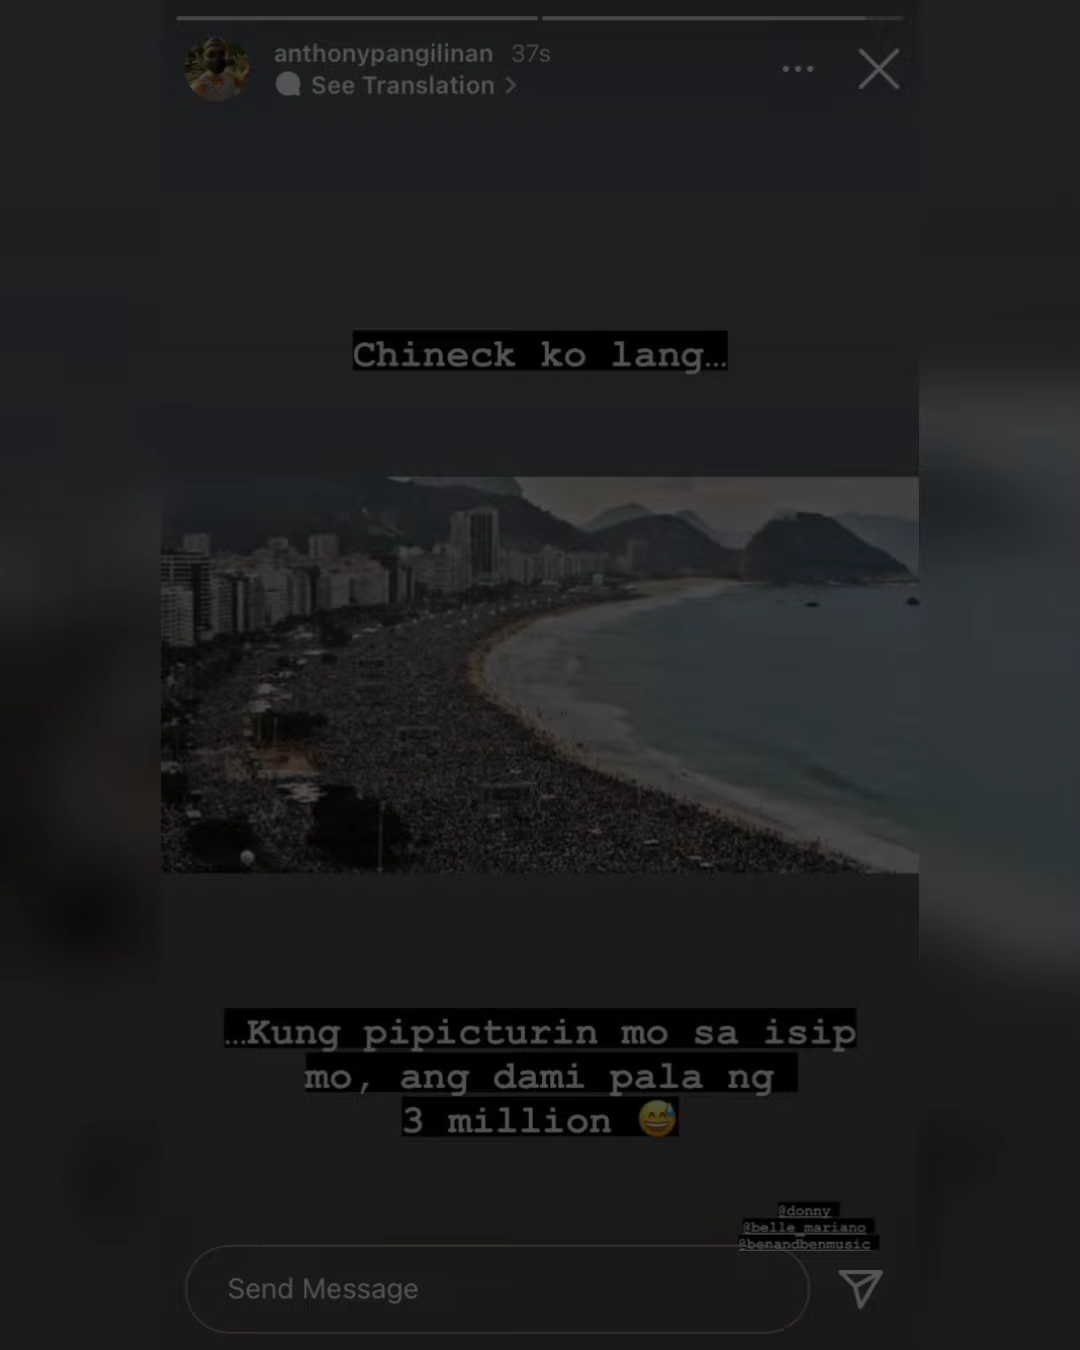 anthonypangilinan 37s
See Translation >
Chineck ko lang…
…Kung pipicturin mo sa isip
mo, ang dami pala ng
3 million 😅
@donny
@belle_mariano
@benandbenmusic
Send Message